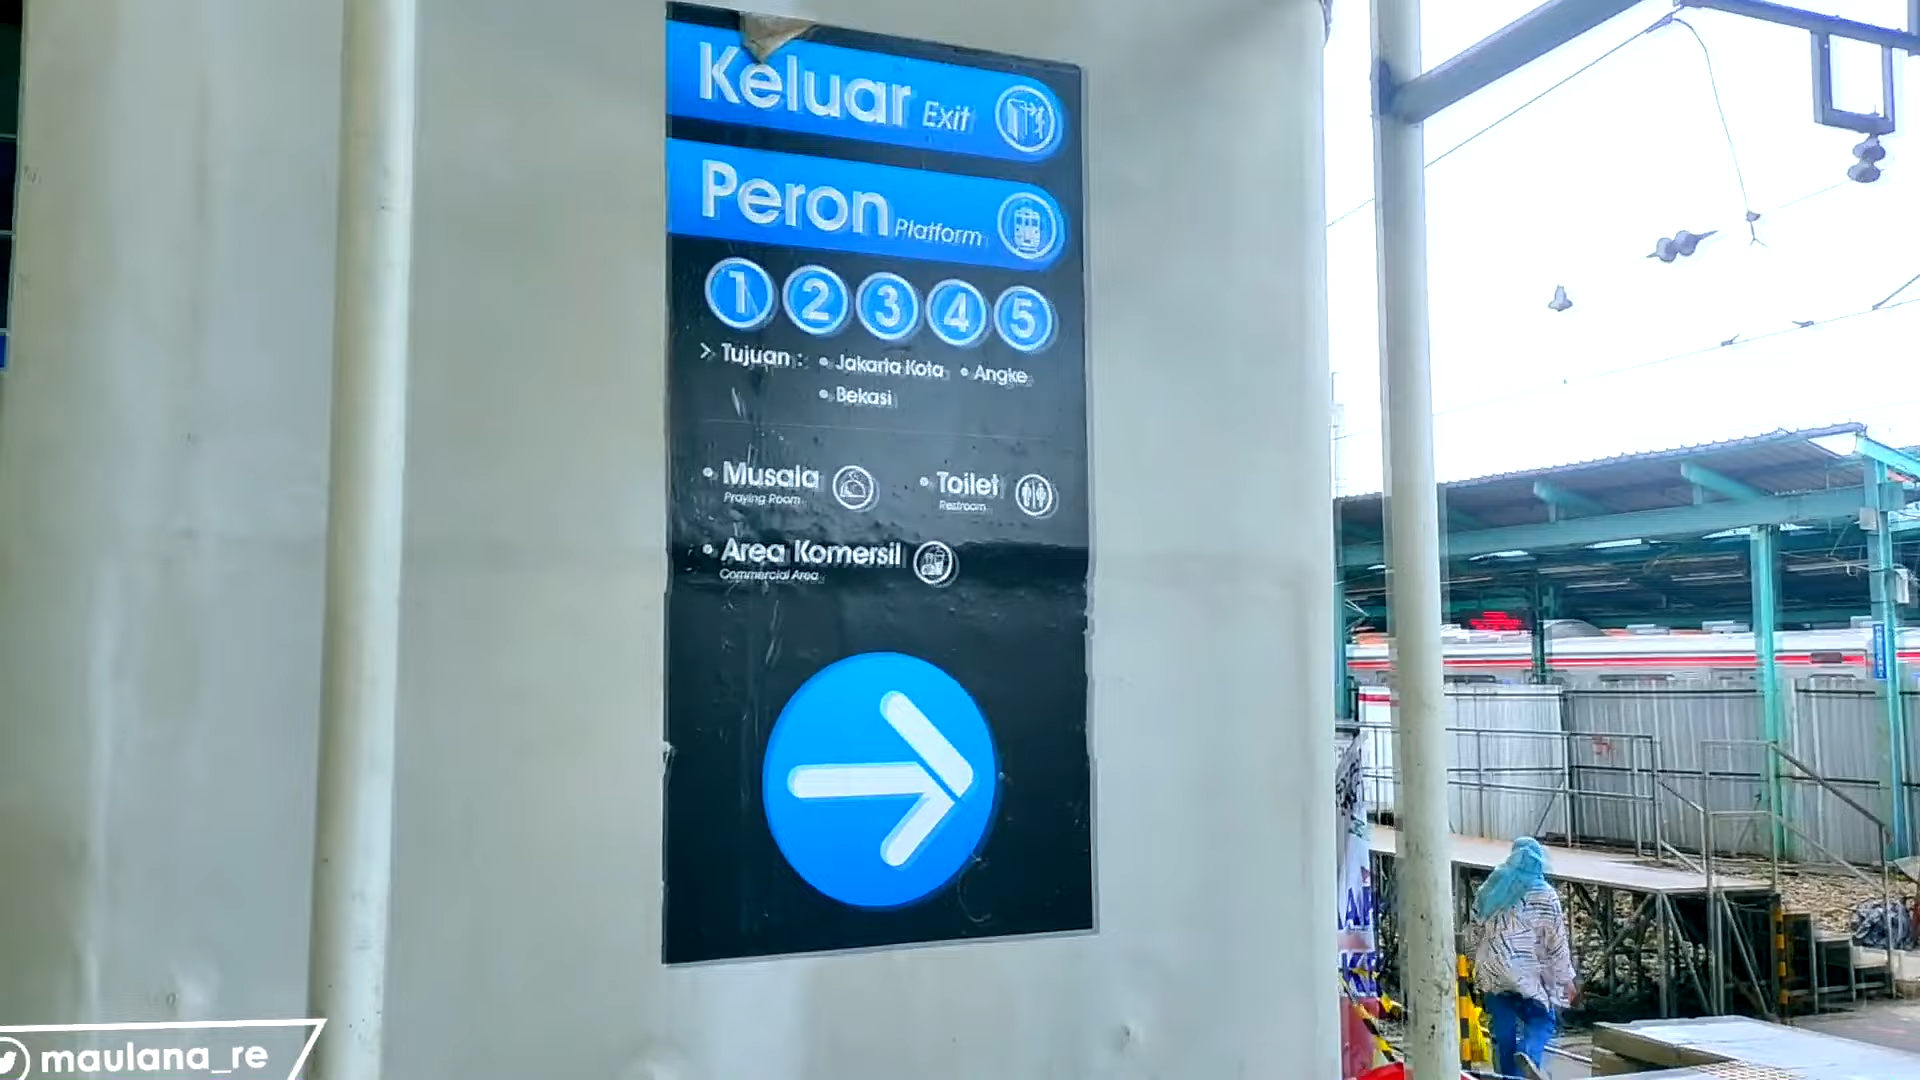 Keluar Exit
Peron Platform
1 2 3 4 5
> Tujuan : • Jakarta Kota • Angke
• Bekasi
• Musala • Toilet
Praying Room Restroom
• Area Komersil
Commercial Area
maulana_re